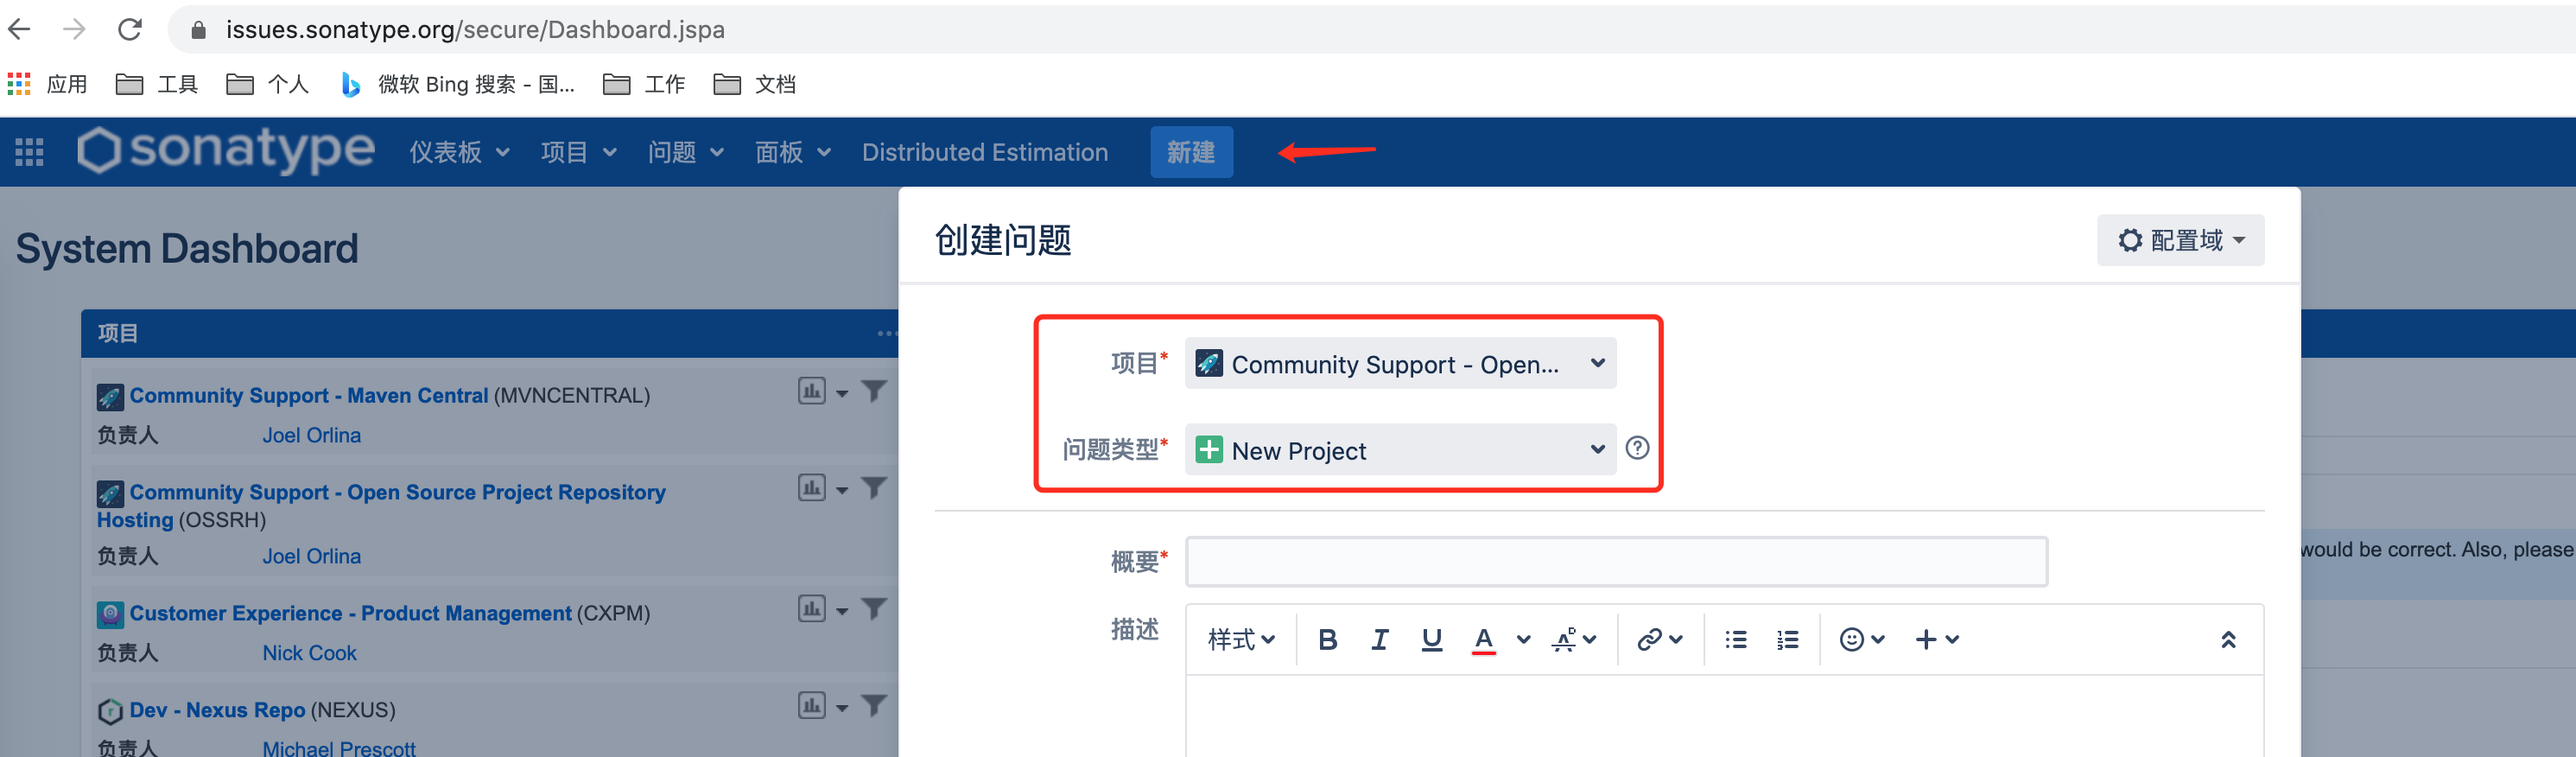 issues.sonatype.org/secure/Dashboard.jspa
应用 工具 个人 微软 Bing 搜索 - 国... 工作 文档
sonatype 仪表板 项目 问题 面板 Distributed Estimation 新建
System Dashboard
项目
Community Support - Maven Central (MVNCENTRAL)
负责人 Joel Orlina
Community Support - Open Source Project Repository
Hosting (OSSRH)
负责人 Joel Orlina
Customer Experience - Product Management (CXPM)
负责人 Nick Cook
Dev - Nexus Repo (NEXUS)
负责人 Michael Prescott
创建问题
配置域
项目* Community Support - Open...
问题类型* New Project
概要*
描述
样式 B I U A
would be correct. Also, please